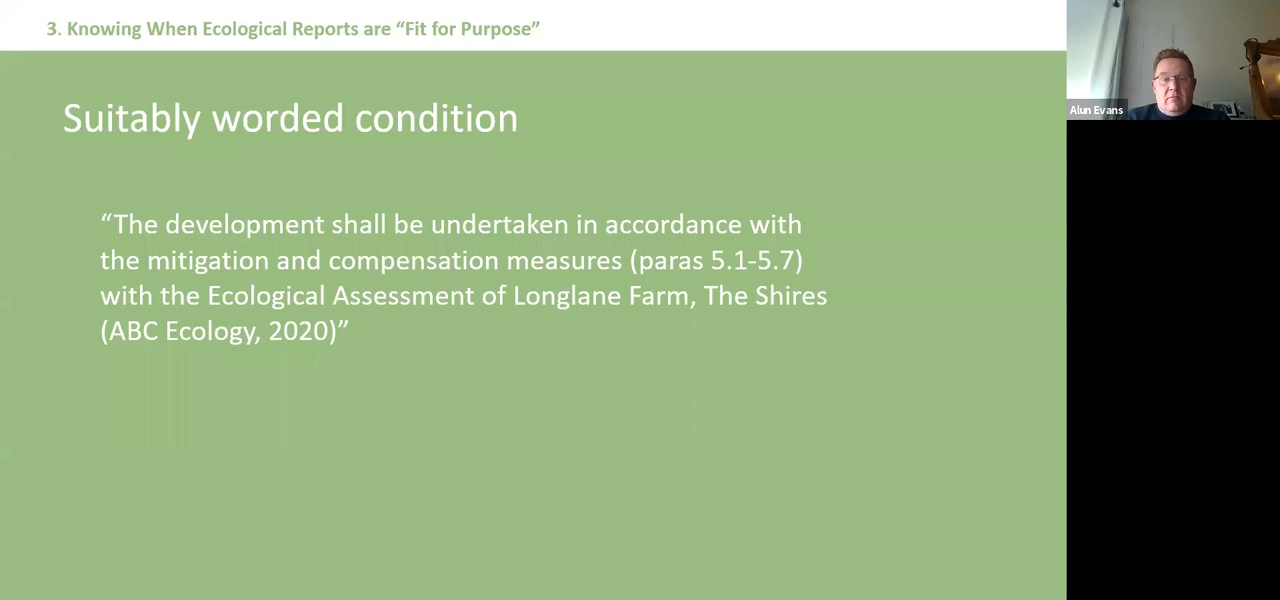 3. Knowing When Ecological Reports are “Fit for Purpose”
Suitably worded condition
“The development shall be undertaken in accordance with
the mitigation and compensation measures (paras 5.1-5.7)
with the Ecological Assessment of Longlane Farm, The Shires
(ABC Ecology, 2020)”
Alun Evans